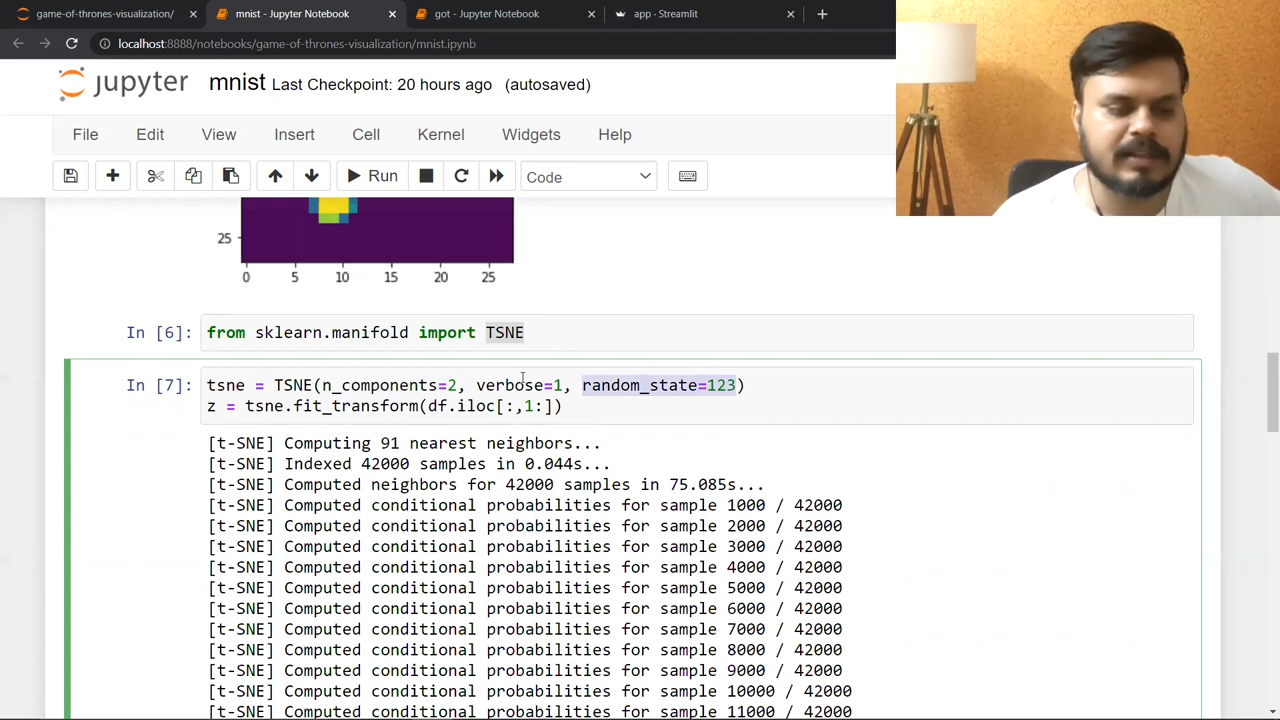 game-of-thrones-visualization/
mnist - Jupyter Notebook
got - Jupyter Notebook
app - Streamlit
localhost:8888/notebooks/game-of-thrones-visualization/mnist.ipynb
jupyter mnist Last Checkpoint: 20 hours ago (autosaved)
File Edit View Insert Cell Kernel Widgets Help
Run Code
25
0 5 10 15 20 25
In [6]: from sklearn.manifold import TSNE
In [7]: tsne = TSNE(n_components=2, verbose=1, random_state=123)
z = tsne.fit_transform(df.iloc[:,1:])
[t-SNE] Computing 91 nearest neighbors...
[t-SNE] Indexed 42000 samples in 0.044s...
[t-SNE] Computed neighbors for 42000 samples in 75.085s...
[t-SNE] Computed conditional probabilities for sample 1000 / 42000
[t-SNE] Computed conditional probabilities for sample 2000 / 42000
[t-SNE] Computed conditional probabilities for sample 3000 / 42000
[t-SNE] Computed conditional probabilities for sample 4000 / 42000
[t-SNE] Computed conditional probabilities for sample 5000 / 42000
[t-SNE] Computed conditional probabilities for sample 6000 / 42000
[t-SNE] Computed conditional probabilities for sample 7000 / 42000
[t-SNE] Computed conditional probabilities for sample 8000 / 42000
[t-SNE] Computed conditional probabilities for sample 9000 / 42000
[t-SNE] Computed conditional probabilities for sample 10000 / 42000
[t-SNE] Computed conditional probabilities for sample 11000 / 42000